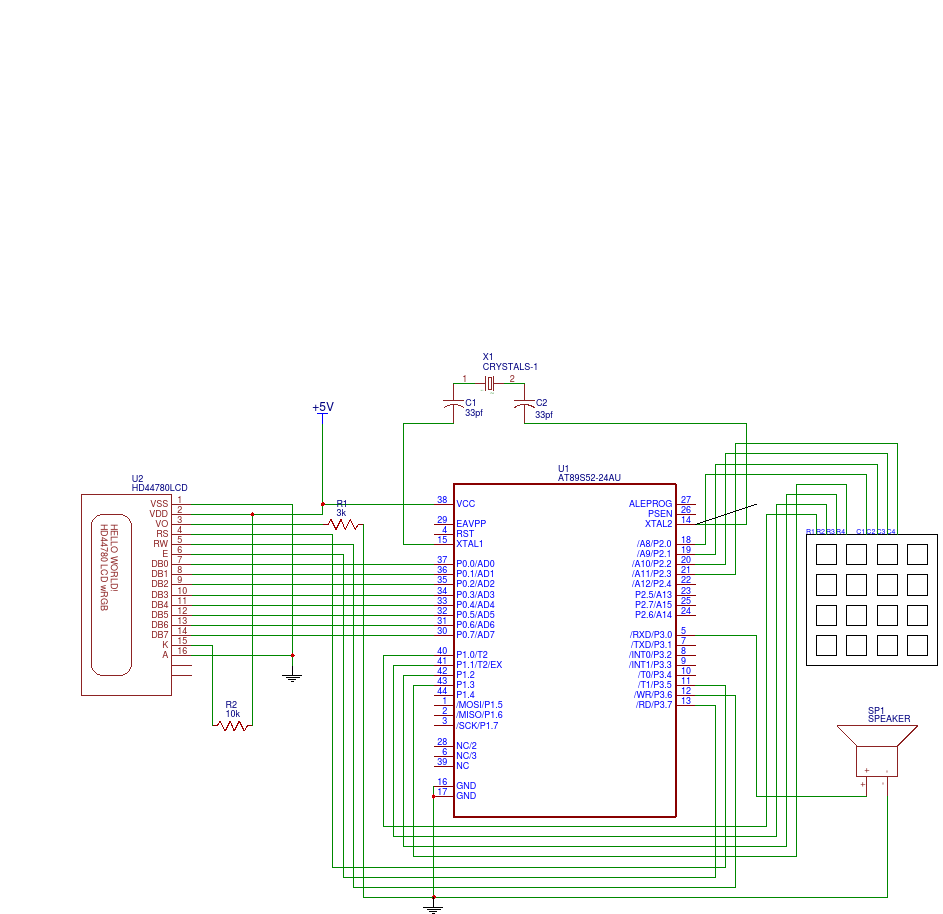 X1
CRYSTALS-1
1
2
C1
33pf
C2
33pf
+5V
U2
HD44780LCD
HELLO WORLD!
HD44780 LCD wRGB
VSS 1
VDD 2
VO 3
RS 4
RW 5
E 6
DB0 7
DB1 8
DB2 9
DB3 10
DB4 11
DB5 12
DB6 13
DB7 14
K 15
A 16
R1
3k
R2
10k
U1
AT89S52-24AU
38 VCC
29 EAVPP
4 RST
15 XTAL1
37 P0.0/AD0
36 P0.1/AD1
35 P0.2/AD2
34 P0.3/AD3
33 P0.4/AD4
32 P0.5/AD5
31 P0.6/AD6
30 P0.7/AD7
40 P1.0/T2
41 P1.1/T2/EX
42 P1.2
43 P1.3
44 P1.4
1 /MOSI/P1.5
2 /MISO/P1.6
3 /SCK/P1.7
28 NC/2
6 NC/3
39 NC
16 GND
17 GND
ALEPROG 27
PSEN 26
XTAL2 14
/A8/P2.0 18
/A9/P2.1 19
/A10/P2.2 20
/A11/P2.3 21
/A12/P2.4 22
P2.5/A13 23
P2.7/A15 25
P2.6/A14 24
/RXD/P3.0 5
/TXD/P3.1 7
/INT0/P3.2 8
/INT1/P3.3 9
/T0/P3.4 10
/T1/P3.5 11
/WR/P3.6 12
/RD/P3.7 13
R1 R2 R3 R4 C1 C2 C3 C4
SP1
SPEAKER
+ -
+ -